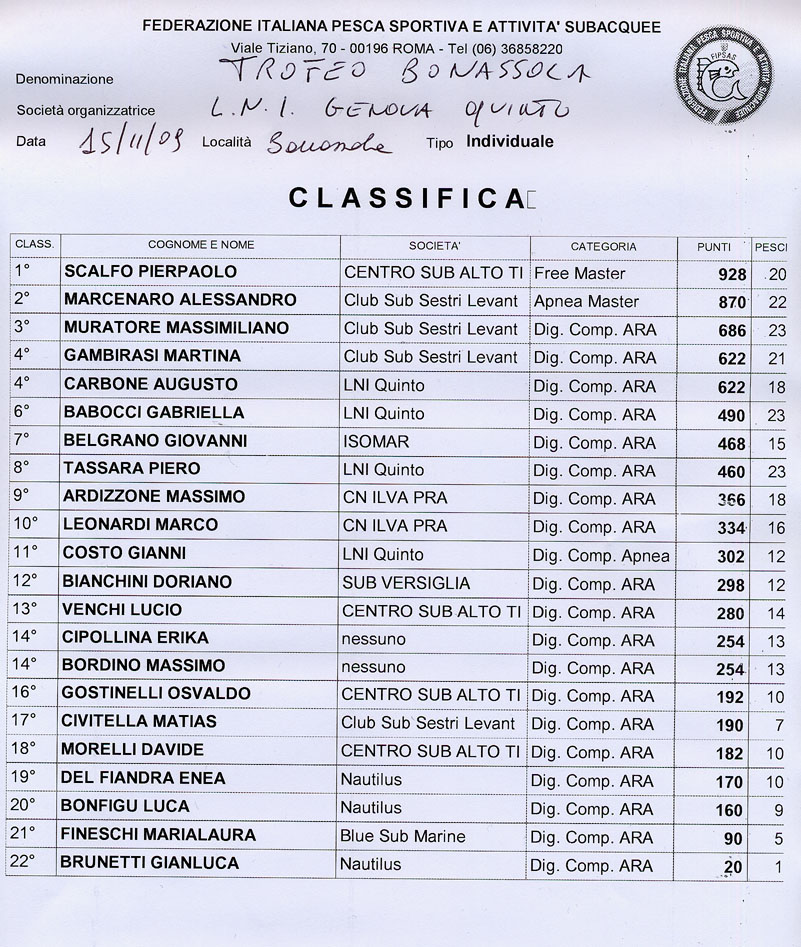 FEDERAZIONE ITALIANA PESCA SPORTIVA E ATTIVITA' SUBACQUEE
Viale Tiziano, 70 - 00196 ROMA - Tel (06) 36858220
Denominazione TROFEO BONASSOLA
Società organizzatrice L.N.I. GENOVA QUINTO
Data 15/11/09 Località Tipo Individuale
FEDERAZIONE ITALIANA PESCA SPORTIVA E ATTIVITA' SUBACQUEE
FIPSAS
CLASSIFICA
CLASS. COGNOME E NOME SOCIETA' CATEGORIA PUNTI PESCI
1° SCALFO PIERPAOLO CENTRO SUB ALTO TI Free Master 928 20
2° MARCENARO ALESSANDRO Club Sub Sestri Levant Apnea Master 870 22
3° MURATORE MASSIMILIANO Club Sub Sestri Levant Dig. Comp. ARA 686 23
4° GAMBIRASI MARTINA Club Sub Sestri Levant Dig. Comp. ARA 622 21
4° CARBONE AUGUSTO LNI Quinto Dig. Comp. ARA 622 18
6° BABOCCI GABRIELLA LNI Quinto Dig. Comp. ARA 490 23
7° BELGRANO GIOVANNI ISOMAR Dig. Comp. ARA 468 15
8° TASSARA PIERO LNI Quinto Dig. Comp. ARA 460 23
9° ARDIZZONE MASSIMO CN ILVA PRA Dig. Comp. ARA 366 18
10° LEONARDI MARCO CN ILVA PRA Dig. Comp. ARA 334 16
11° COSTO GIANNI LNI Quinto Dig. Comp. Apnea 302 12
12° BIANCHINI DORIANO SUB VERSIGLIA Dig. Comp. ARA 298 12
13° VENCHI LUCIO CENTRO SUB ALTO TI Dig. Comp. ARA 280 14
14° CIPOLLINA ERIKA nessuno Dig. Comp. ARA 254 13
14° BORDINO MASSIMO nessuno Dig. Comp. ARA 254 13
16° GOSTINELLI OSVALDO CENTRO SUB ALTO TI Dig. Comp. ARA 192 10
17° CIVITELLA MATIAS Club Sub Sestri Levant Dig. Comp. ARA 190 7
18° MORELLI DAVIDE CENTRO SUB ALTO TI Dig. Comp. ARA 182 10
19° DEL FIANDRA ENEA Nautilus Dig. Comp. ARA 170 10
20° BONFIGU LUCA Nautilus Dig. Comp. ARA 160 9
21° FINESCHI MARIALAURA Blue Sub Marine Dig. Comp. ARA 90 5
22° BRUNETTI GIANLUCA Nautilus Dig. Comp. ARA 20 1